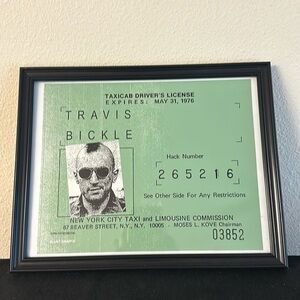 TAXICAB DRIVER'S LICENSE
EXPIRES: MAY 31, 1976
TRAVIS
BICKLE
Hack Number
265216
See Other Side For Any Restrictions
NEW YORK CITY TAXI and LIMOUSINE COMMISSION
87 BEAVER STREET, N.Y., N.Y. 10005 - MOSES L. KOVE Chairman
03852